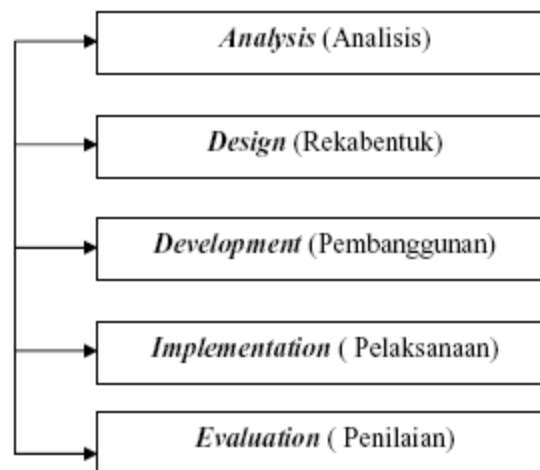 Analysis (Analisis)
Design (Rekabentuk)
Development (Pembanggunan)
Implementation ( Pelaksanaan)
Evaluation ( Penilaian)